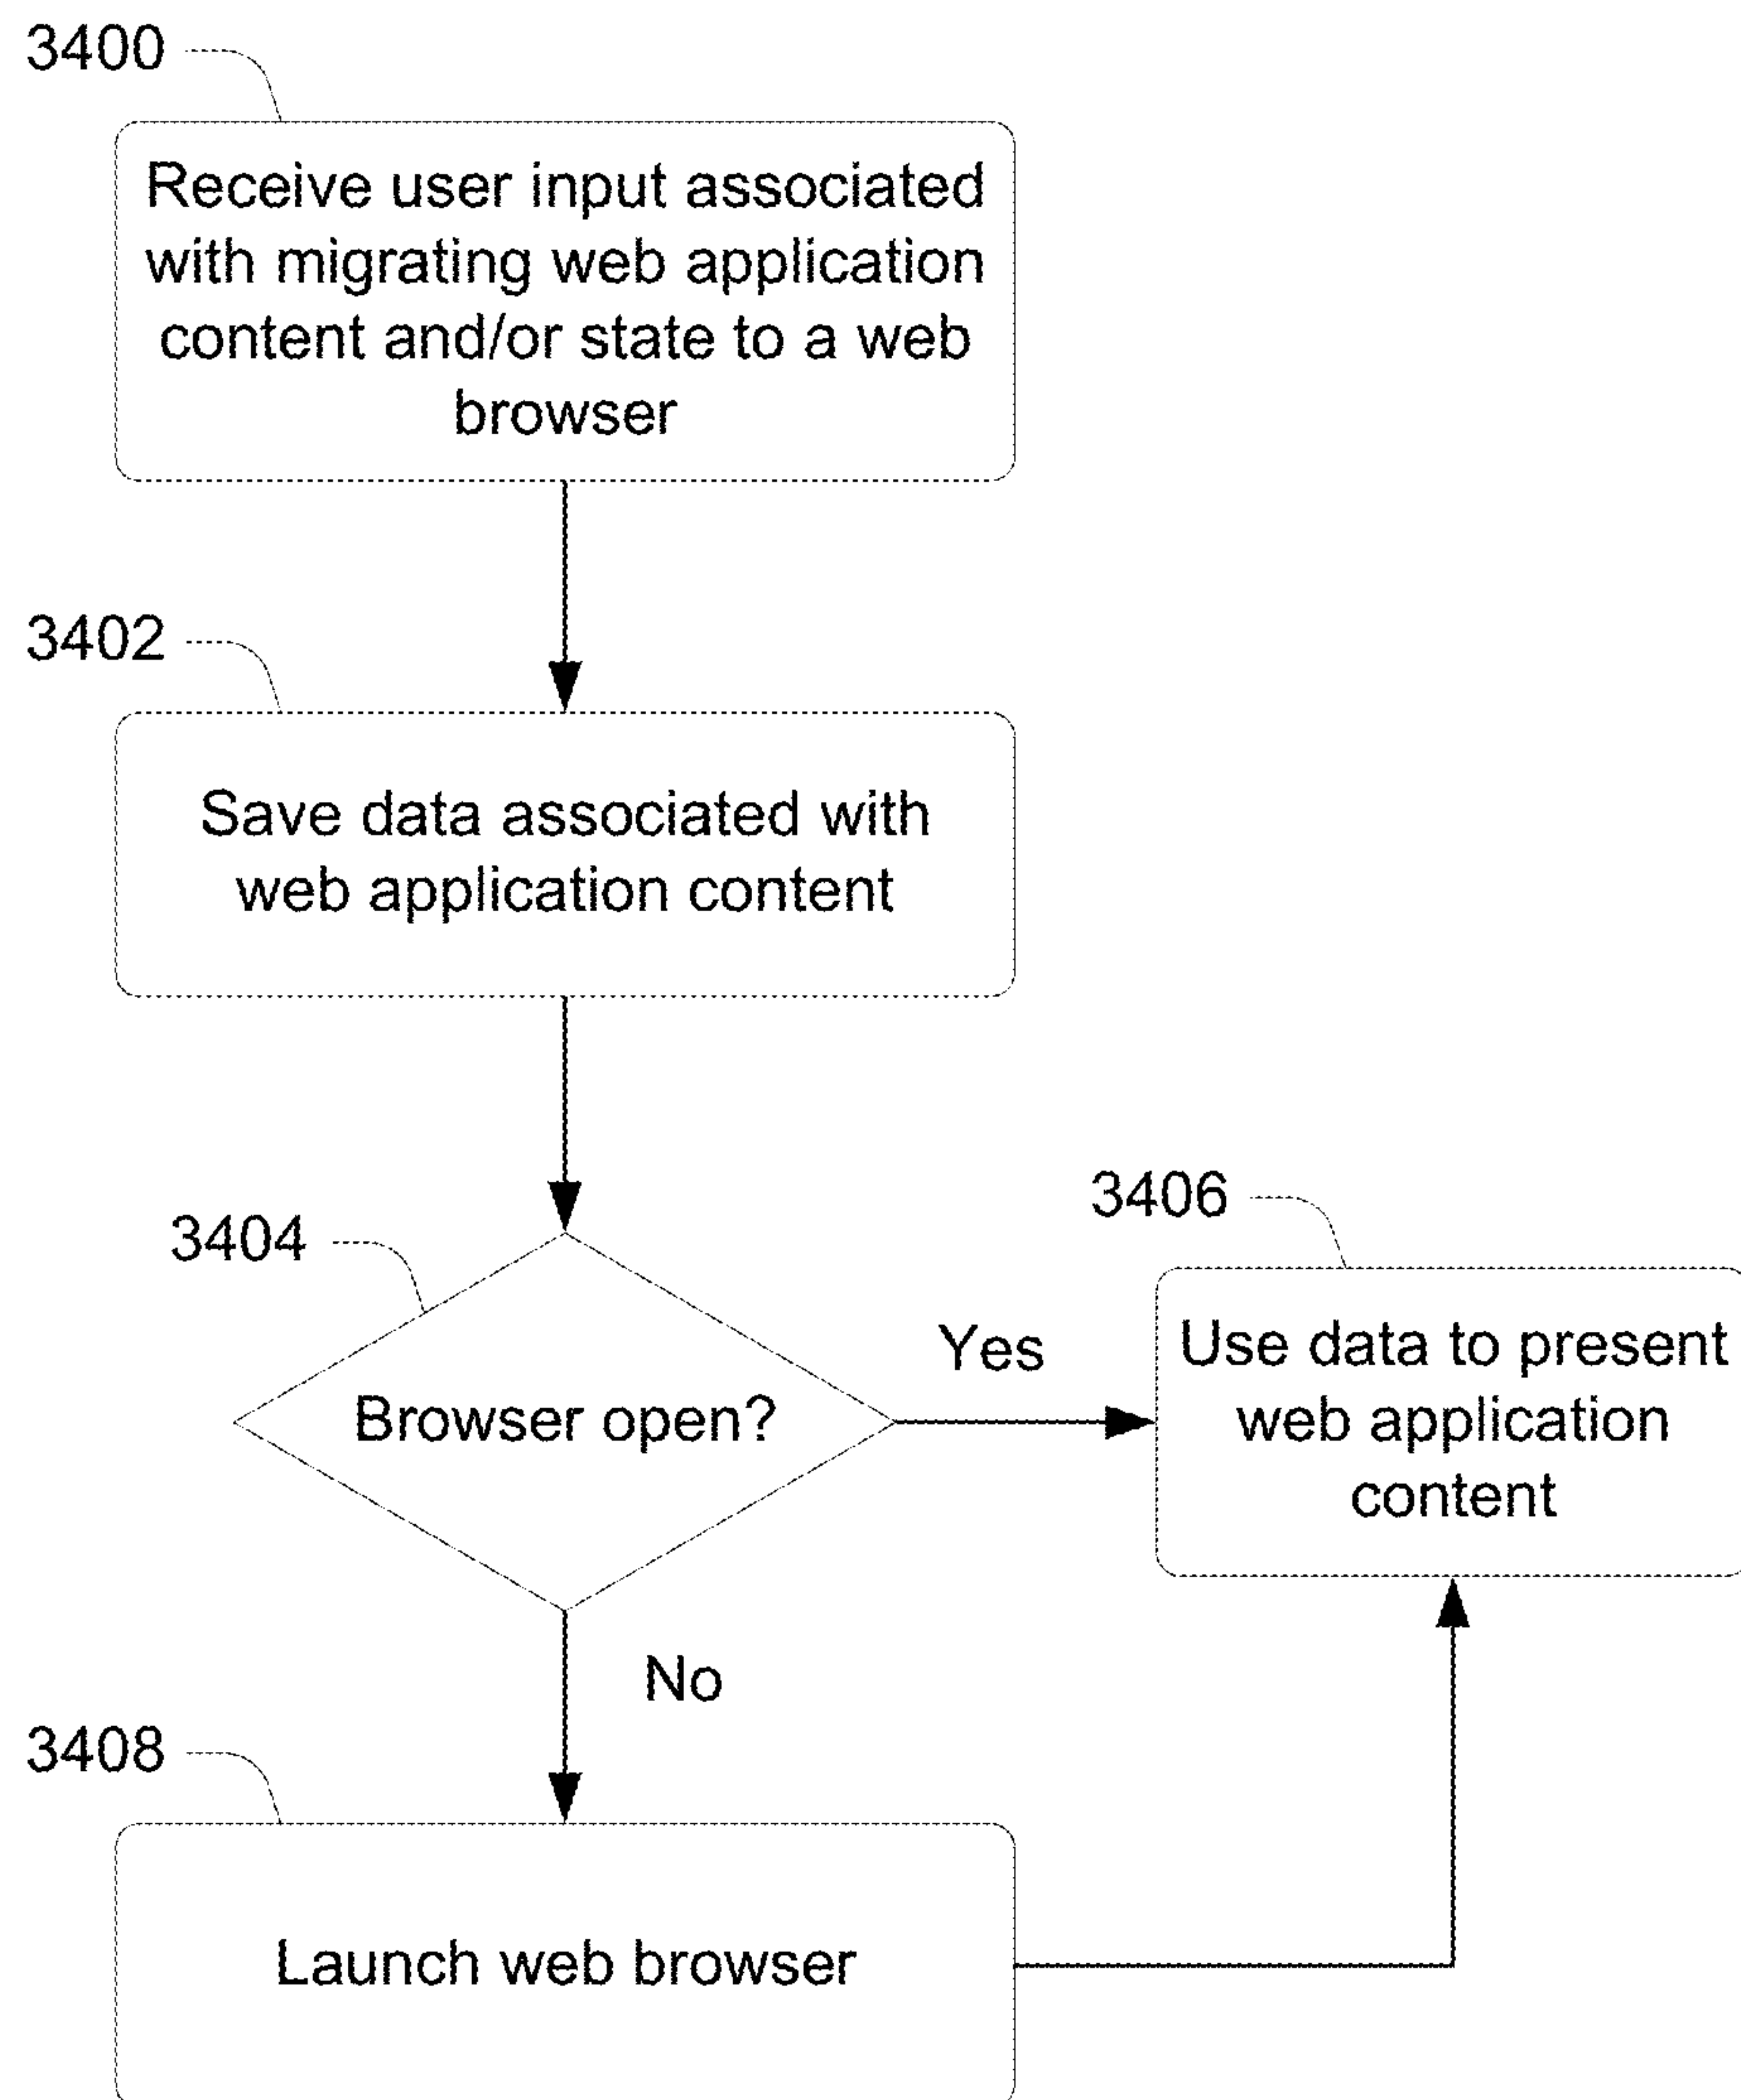 3400
Receive user input associated
with migrating web application
content and/or state to a web
browser
3402
Save data associated with
web application content
3404
Browser open?
Yes
3406
Use data to present
web application
content
No
3408
Launch web browser